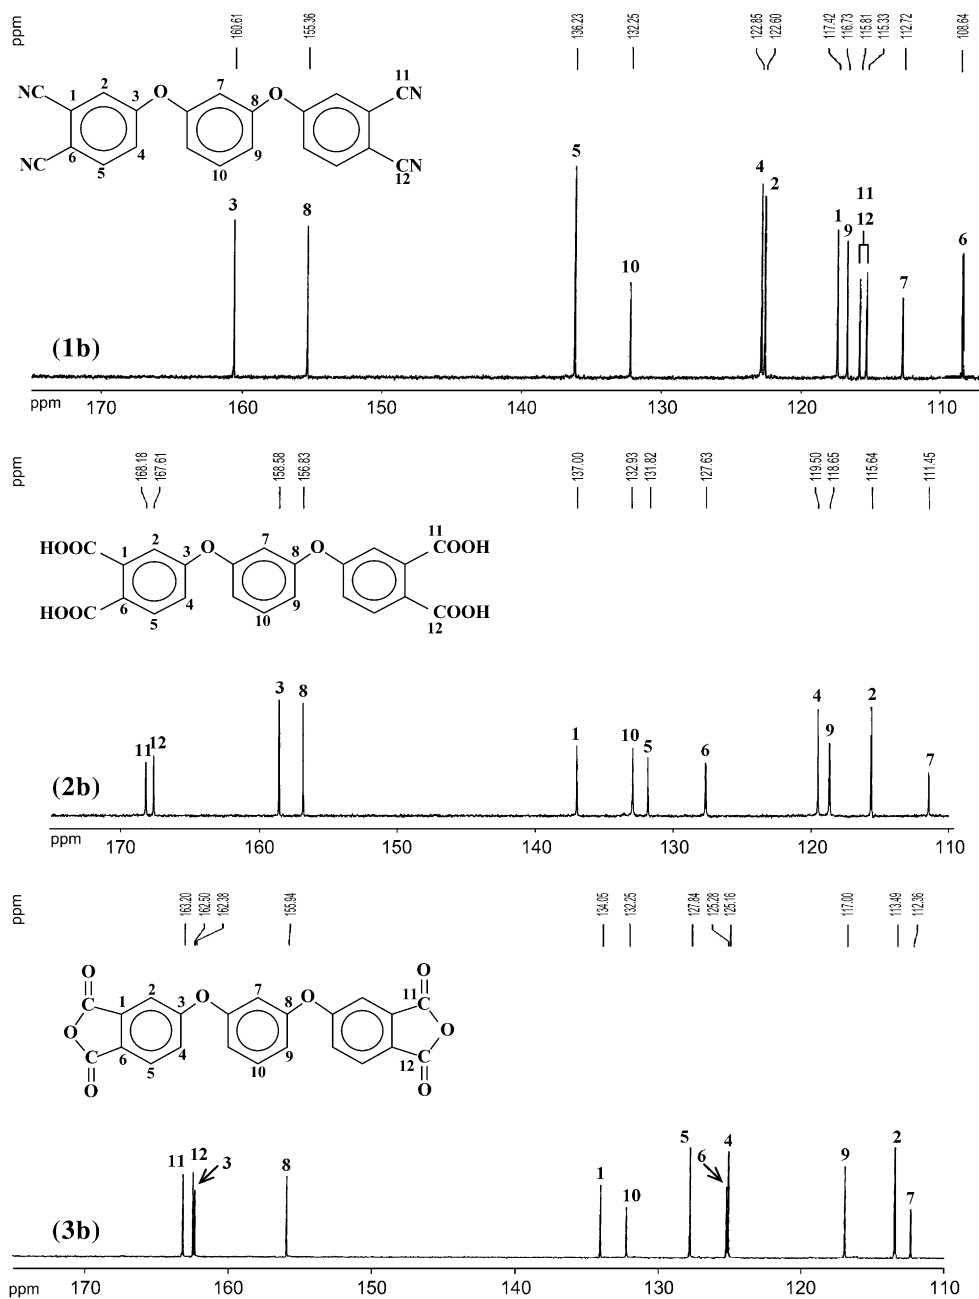 ppm 160.61 155.36 136.23 132.25 122.85 122.60 117.42 116.73 115.81 115.33 112.72 108.64
NC 1 2 3 O 7 8 O 11 CN
NC 6 5 4 10 9 12 CN
3 8 5 10 4 2 1 9 11 12 7 6
(1b)
ppm 170 160 150 140 130 120 110
ppm 168.18 167.61 158.58 156.83 137.00 132.93 131.82 127.63 119.50 118.65 115.64 111.45
HOOC 1 2 3 O 7 8 O 11 COOH
HOOC 6 5 4 10 9 12 COOH
11 12 3 8 1 10 5 6 4 9 2 7
(2b)
ppm 170 160 150 140 130 120 110
ppm 163.20 162.50 162.38 155.94 134.05 132.25 127.84 125.28 125.16 117.00 113.49 112.36
O C 1 2 3 O 7 8 O 11 C O
O O
C 6 5 4 10 9 12 C
O O
11 12 3 8 1 10 5 6 4 9 2 7
(3b)
ppm 170 160 150 140 130 120 110